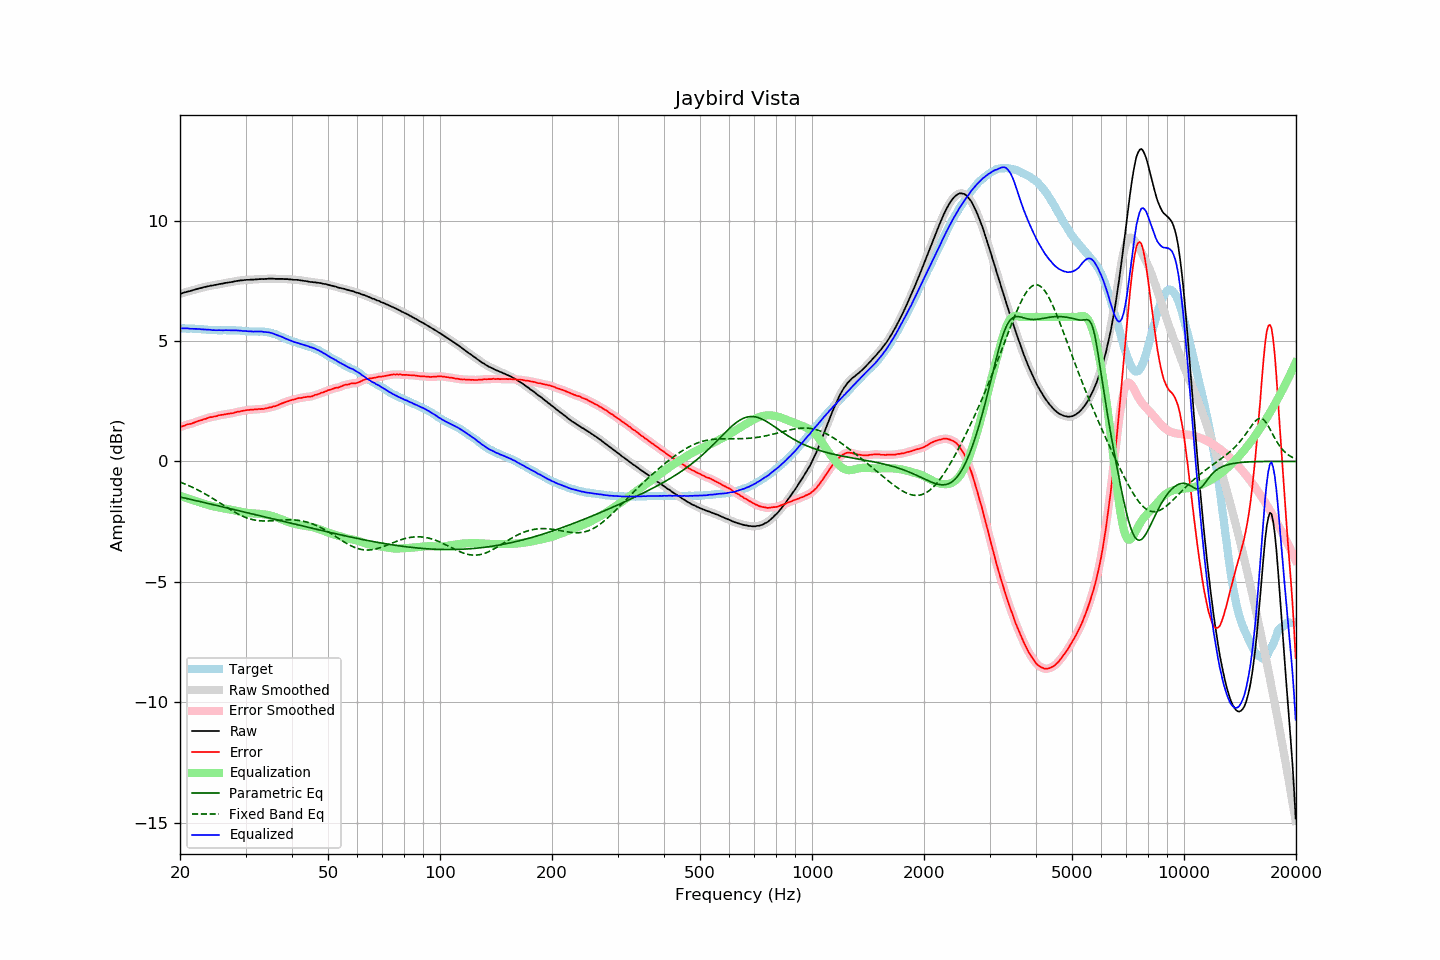 Jaybird Vista
Amplitude (dBr)
10
5
0
−5
−10
−15
Target
Raw Smoothed
Error Smoothed
Raw
Error
Equalization
Parametric Eq
Fixed Band Eq
Equalized
20 50 100 200 500 1000 2000 5000 10000 20000
Frequency (Hz)